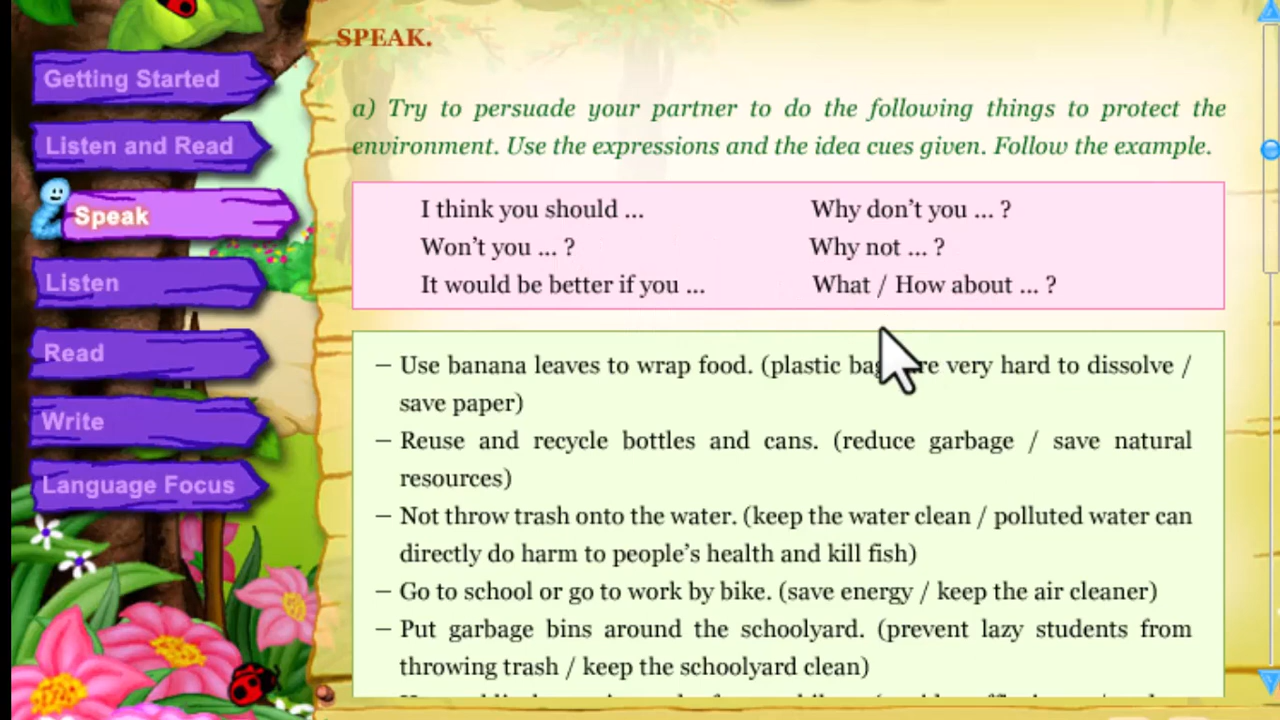 SPEAK.
Getting Started
Listen and Read
Speak
Listen
Read
Write
Language Focus
a) Try to persuade your partner to do the following things to protect the
environment. Use the expressions and the idea cues given. Follow the example.
I think you should ... Why don't you ... ?
Won't you ... ? Why not ... ?
It would be better if you ... What / How about ... ?
– Use banana leaves to wrap food. (plastic very hard to dissolve /
save paper)
– Reuse and recycle bottles and cans. (reduce garbage / save natural
resources)
– Not throw trash onto the water. (keep the water clean / polluted water can
directly do harm to people's health and kill fish)
– Go to school or go to work by bike. (save energy / keep the air cleaner)
– Put garbage bins around the schoolyard. (prevent lazy students from
throwing trash / keep the schoolyard clean)